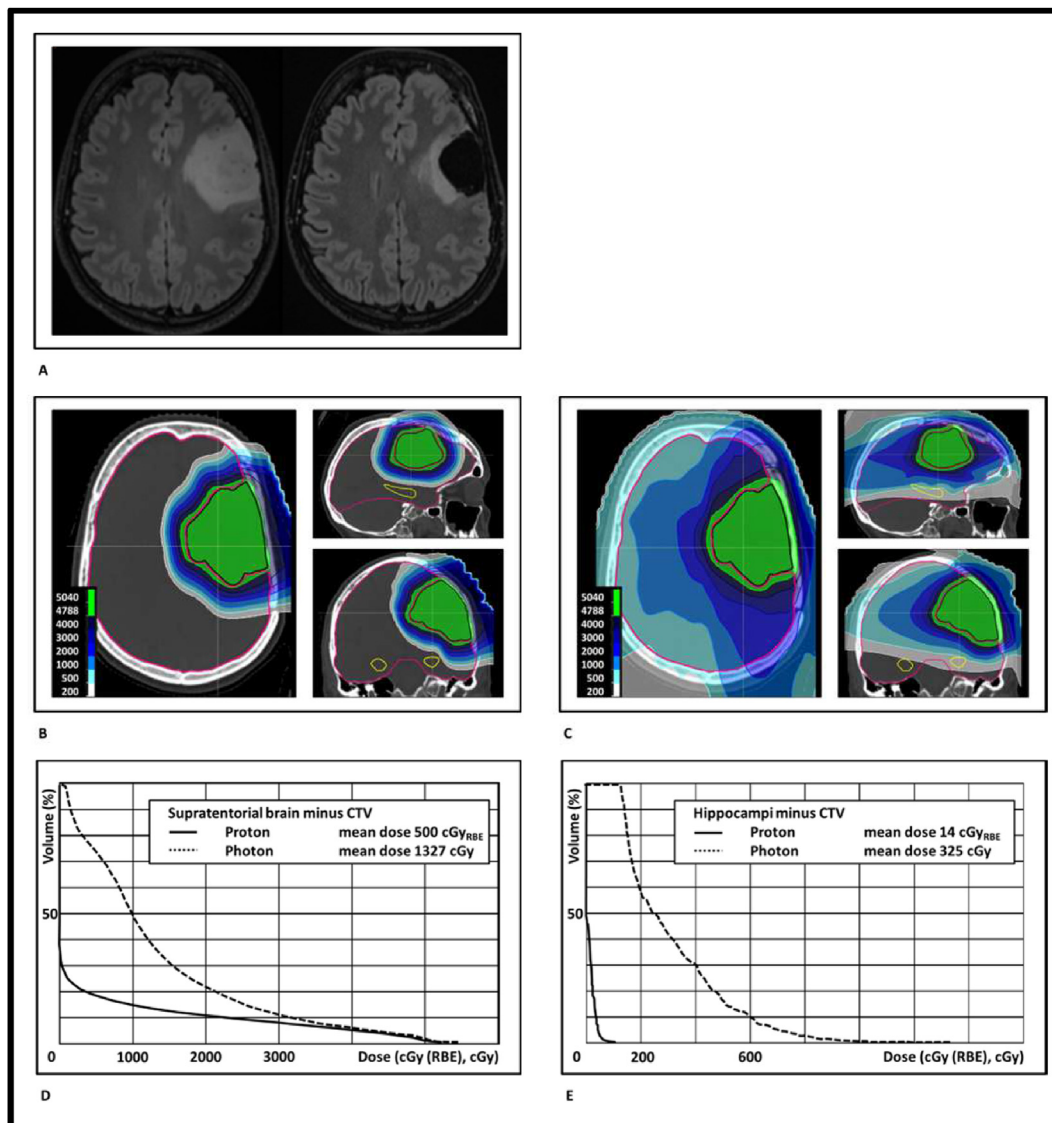 A
5040
4788
4000
3000
2000
1000
500
200
B
5040
4788
4000
3000
2000
1000
500
200
C
Volume (%)
Supratentorial brain minus CTV
Proton mean dose 500 cGyRBE
Photon mean dose 1327 cGy
50
0 1000 2000 3000 Dose (cGy (RBE), cGy)
D
Volume (%)
Hippocampi minus CTV
Proton mean dose 14 cGyRBE
Photon mean dose 325 cGy
50
0 200 600 Dose (cGy (RBE), cGy)
E